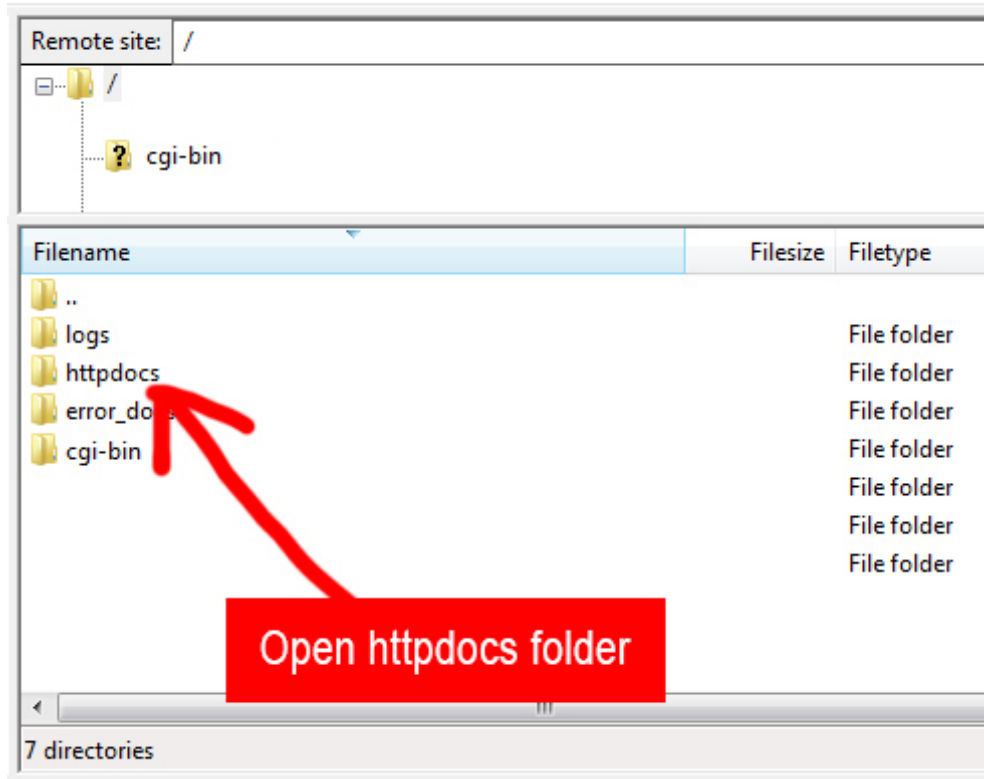 Remote site: /
/
cgi-bin
Filename Filesize Filetype
..
logs File folder
httpdocs File folder
error_docs File folder
cgi-bin File folder
File folder
File folder
File folder
Open httpdocs folder
7 directories